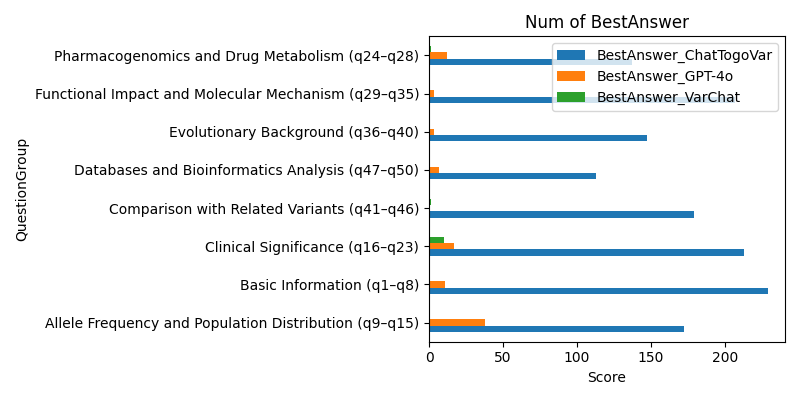 Num of BestAnswer
BestAnswer_ChatTogoVar
BestAnswer_GPT-4o
BestAnswer_VarChat
QuestionGroup
Pharmacogenomics and Drug Metabolism (q24–q28)
Functional Impact and Molecular Mechanism (q29–q35)
Evolutionary Background (q36–q40)
Databases and Bioinformatics Analysis (q47–q50)
Comparison with Related Variants (q41–q46)
Clinical Significance (q16–q23)
Basic Information (q1–q8)
Allele Frequency and Population Distribution (q9–q15)
0 50 100 150 200
Score